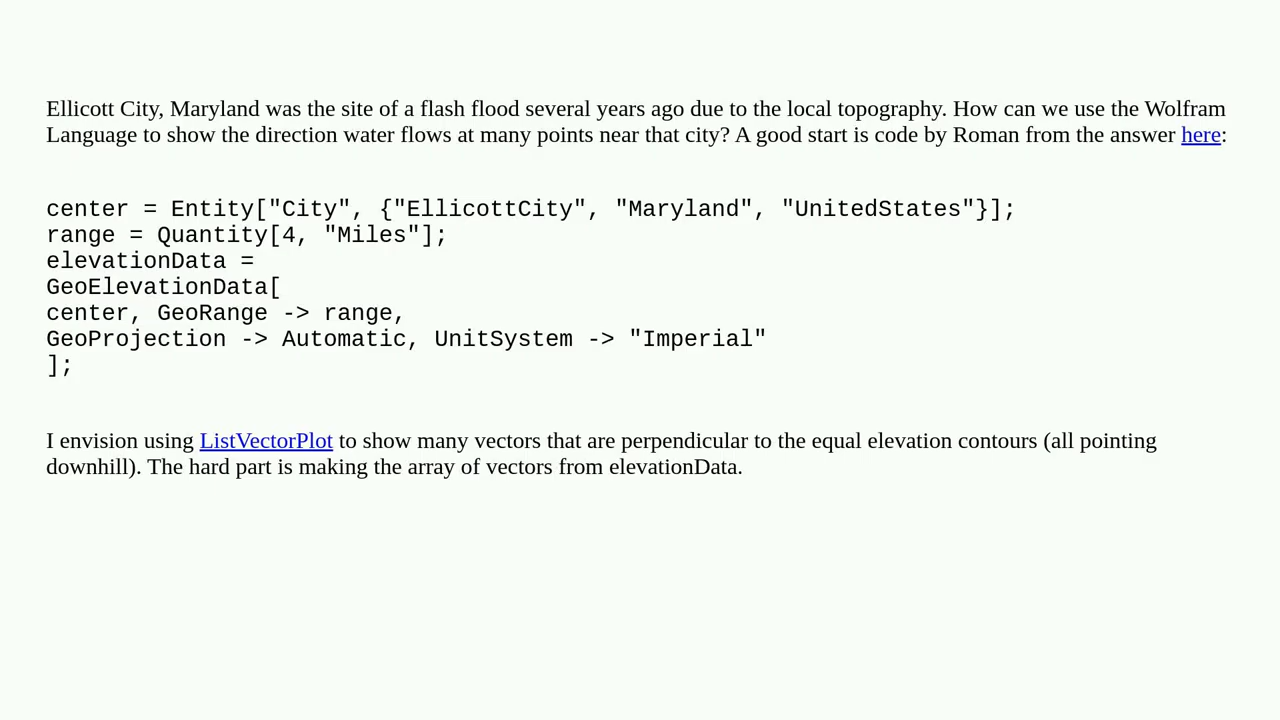 Ellicott City, Maryland was the site of a flash flood several years ago due to the local topography. How can we use the Wolfram
Language to show the direction water flows at many points near that city? A good start is code by Roman from the answer here:
center = Entity["City", {"EllicottCity", "Maryland", "UnitedStates"}];
range = Quantity[4, "Miles"];
elevationData =
GeoElevationData[
center, GeoRange -> range,
GeoProjection -> Automatic, UnitSystem -> "Imperial"
];
I envision using ListVectorPlot to show many vectors that are perpendicular to the equal elevation contours (all pointing
downhill). The hard part is making the array of vectors from elevationData.